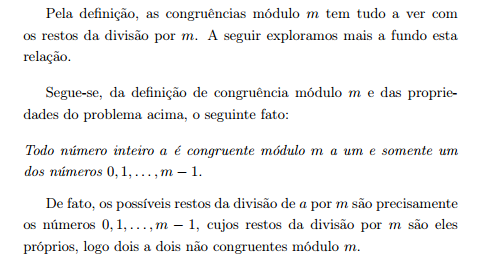 Pela definição, as congruências módulo m tem tudo a ver com
os restos da divisão por m. A seguir exploramos mais a fundo esta
relação.
Segue-se, da definição de congruência módulo m e das proprie-
dades do problema acima, o seguinte fato:
Todo número inteiro a é congruente módulo m a um e somente um
dos números 0, 1, . . . , m − 1.
De fato, os possíveis restos da divisão de a por m são precisamente
os números 0, 1, . . . , m − 1, cujos restos da divisão por m são eles
próprios, logo dois a dois não congruentes módulo m.